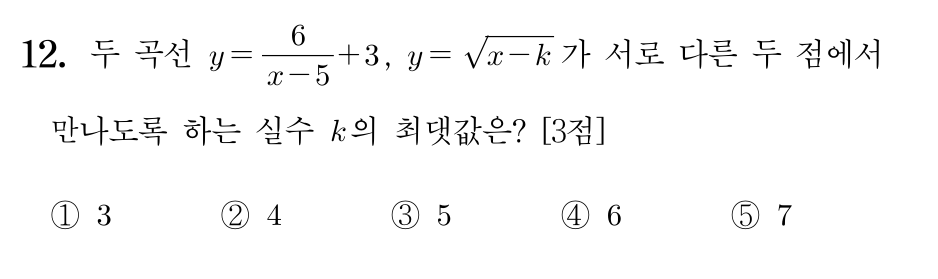 12. 두 곡선 $y=\frac{6}{x-5}+3$, $y=\sqrt{x-k}$ 가 서로 다른 두 점에서
만나도록 하는 실수 $k$의 최댓값은? [3점]
① 3 ② 4 ③ 5 ④ 6 ⑤ 7